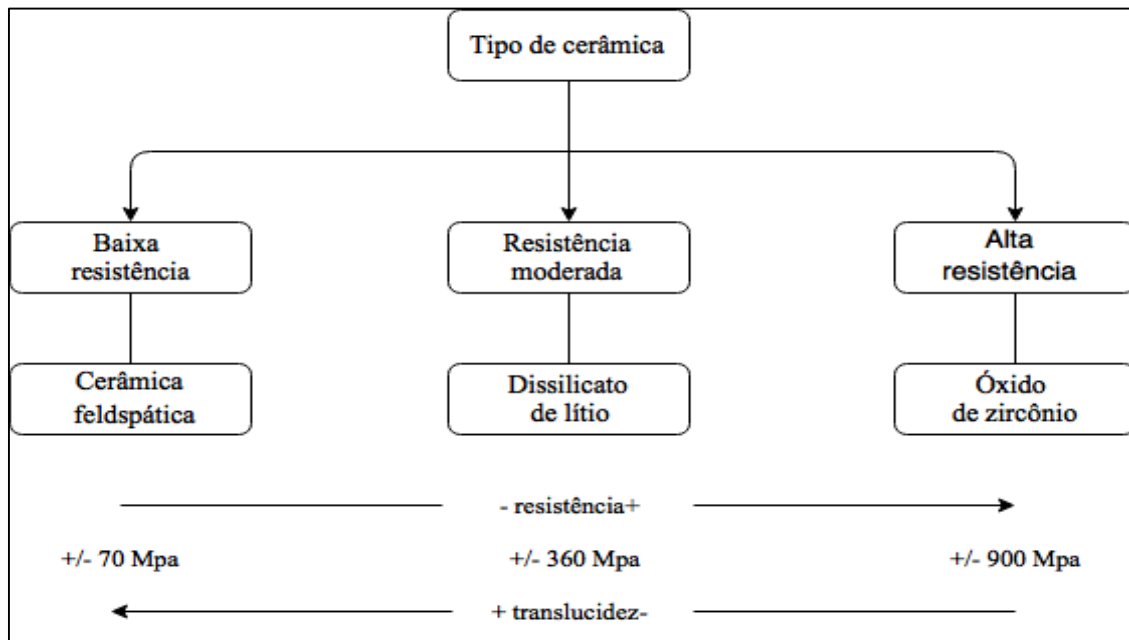 Tipo de cerâmica
Baixa
resistência
Resistência
moderada
Alta
resistência
Cerâmica
feldspática
Dissilicato
de lítio
Óxido
de zircônio
- resistência+
+/- 70 Mpa
+/- 360 Mpa
+/- 900 Mpa
+ translucidez-